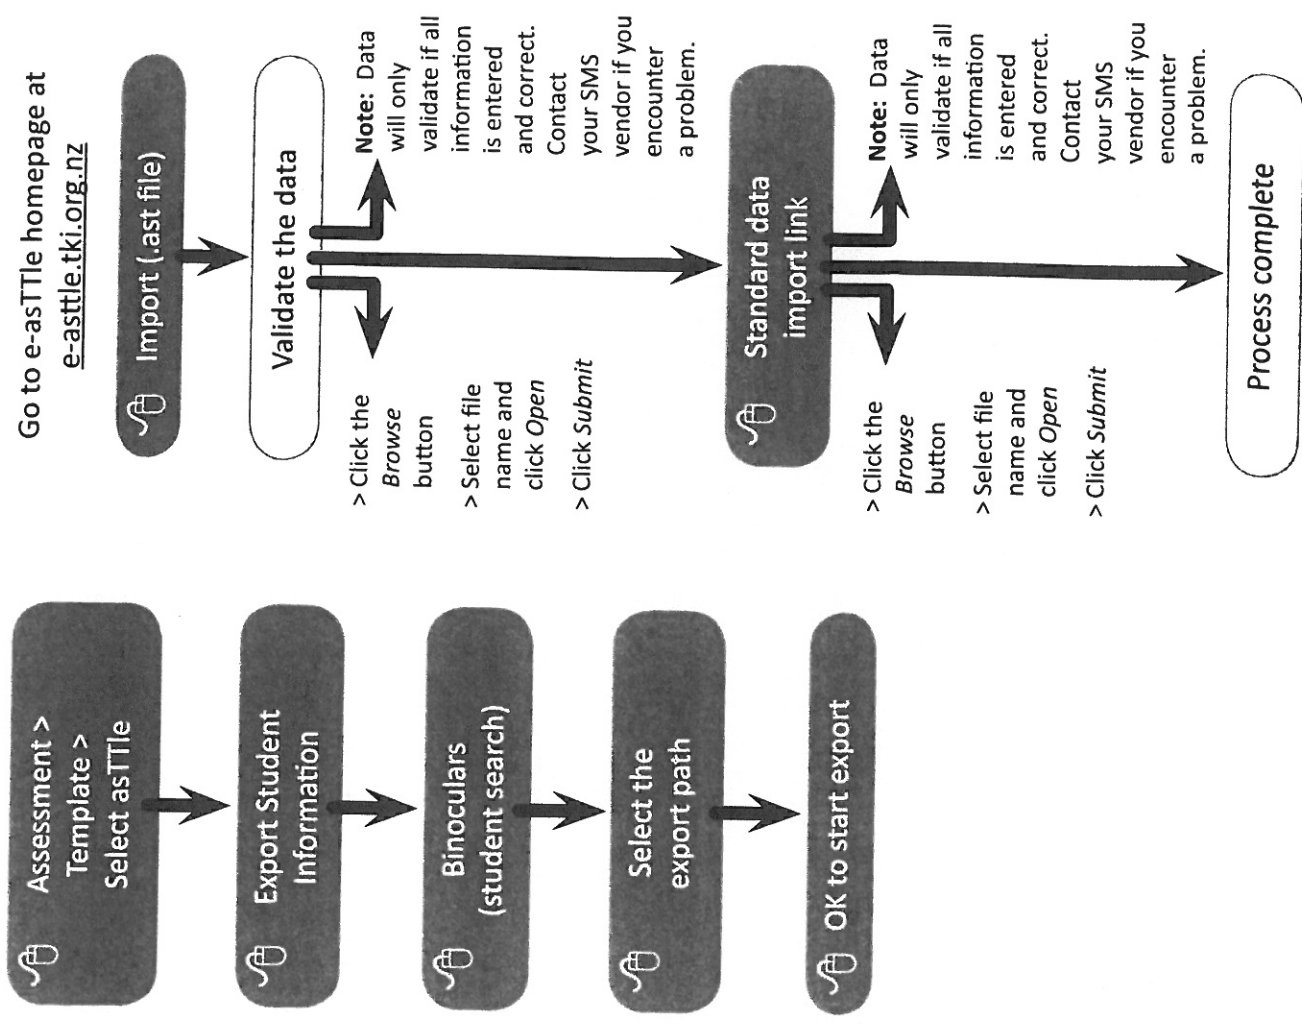 Assessment >
Template >
Select asTTle
Export Student
Information
Binoculars
(student search)
Select the
export path
OK to start export
Go to e-asTTle homepage at
e-asttle.tki.org.nz
Import (.ast file)
Validate the data
> Click the
Browse
button
> Select file
name and
click Open
> Click Submit
Note: Data
will only
validate if all
information
is entered
and correct.
Contact
your SMS
vendor if you
encounter
a problem.
Standard data
import link
> Click the
Browse
button
> Select file
name and
click Open
> Click Submit
Note: Data
will only
validate if all
information
is entered
and correct.
Contact
your SMS
vendor if you
encounter
a problem.
Process complete